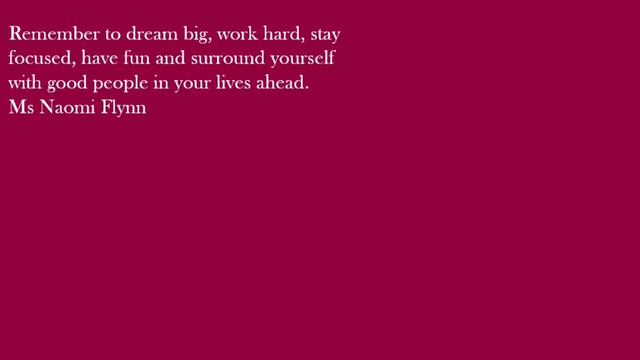 Remember to dream big, work hard, stay
focused, have fun and surround yourself
with good people in your lives ahead.
Ms Naomi Flynn